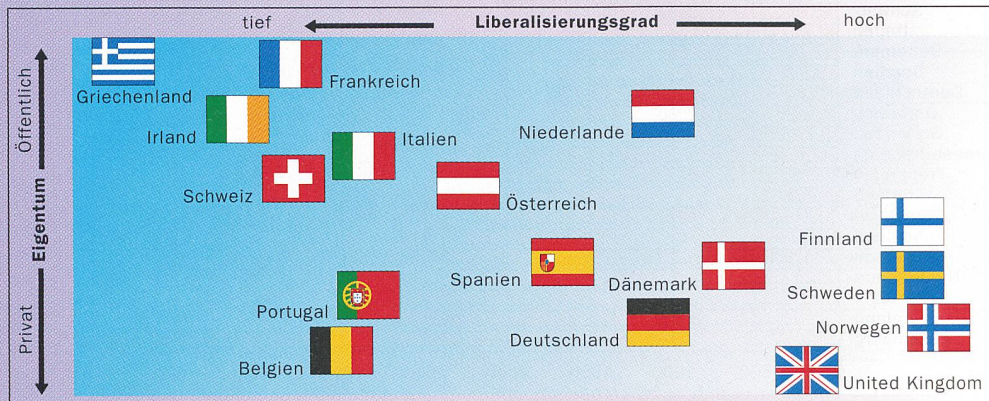 tief
Liberalisierungsgrad
hoch
Öffentlich
Eigentum
Privat
Griechenland
Frankreich
Irland
Italien
Niederlande
Schweiz
Österreich
Finnland
Spanien
Dänemark
Schweden
Portugal
Deutschland
Norwegen
Belgien
United Kingdom